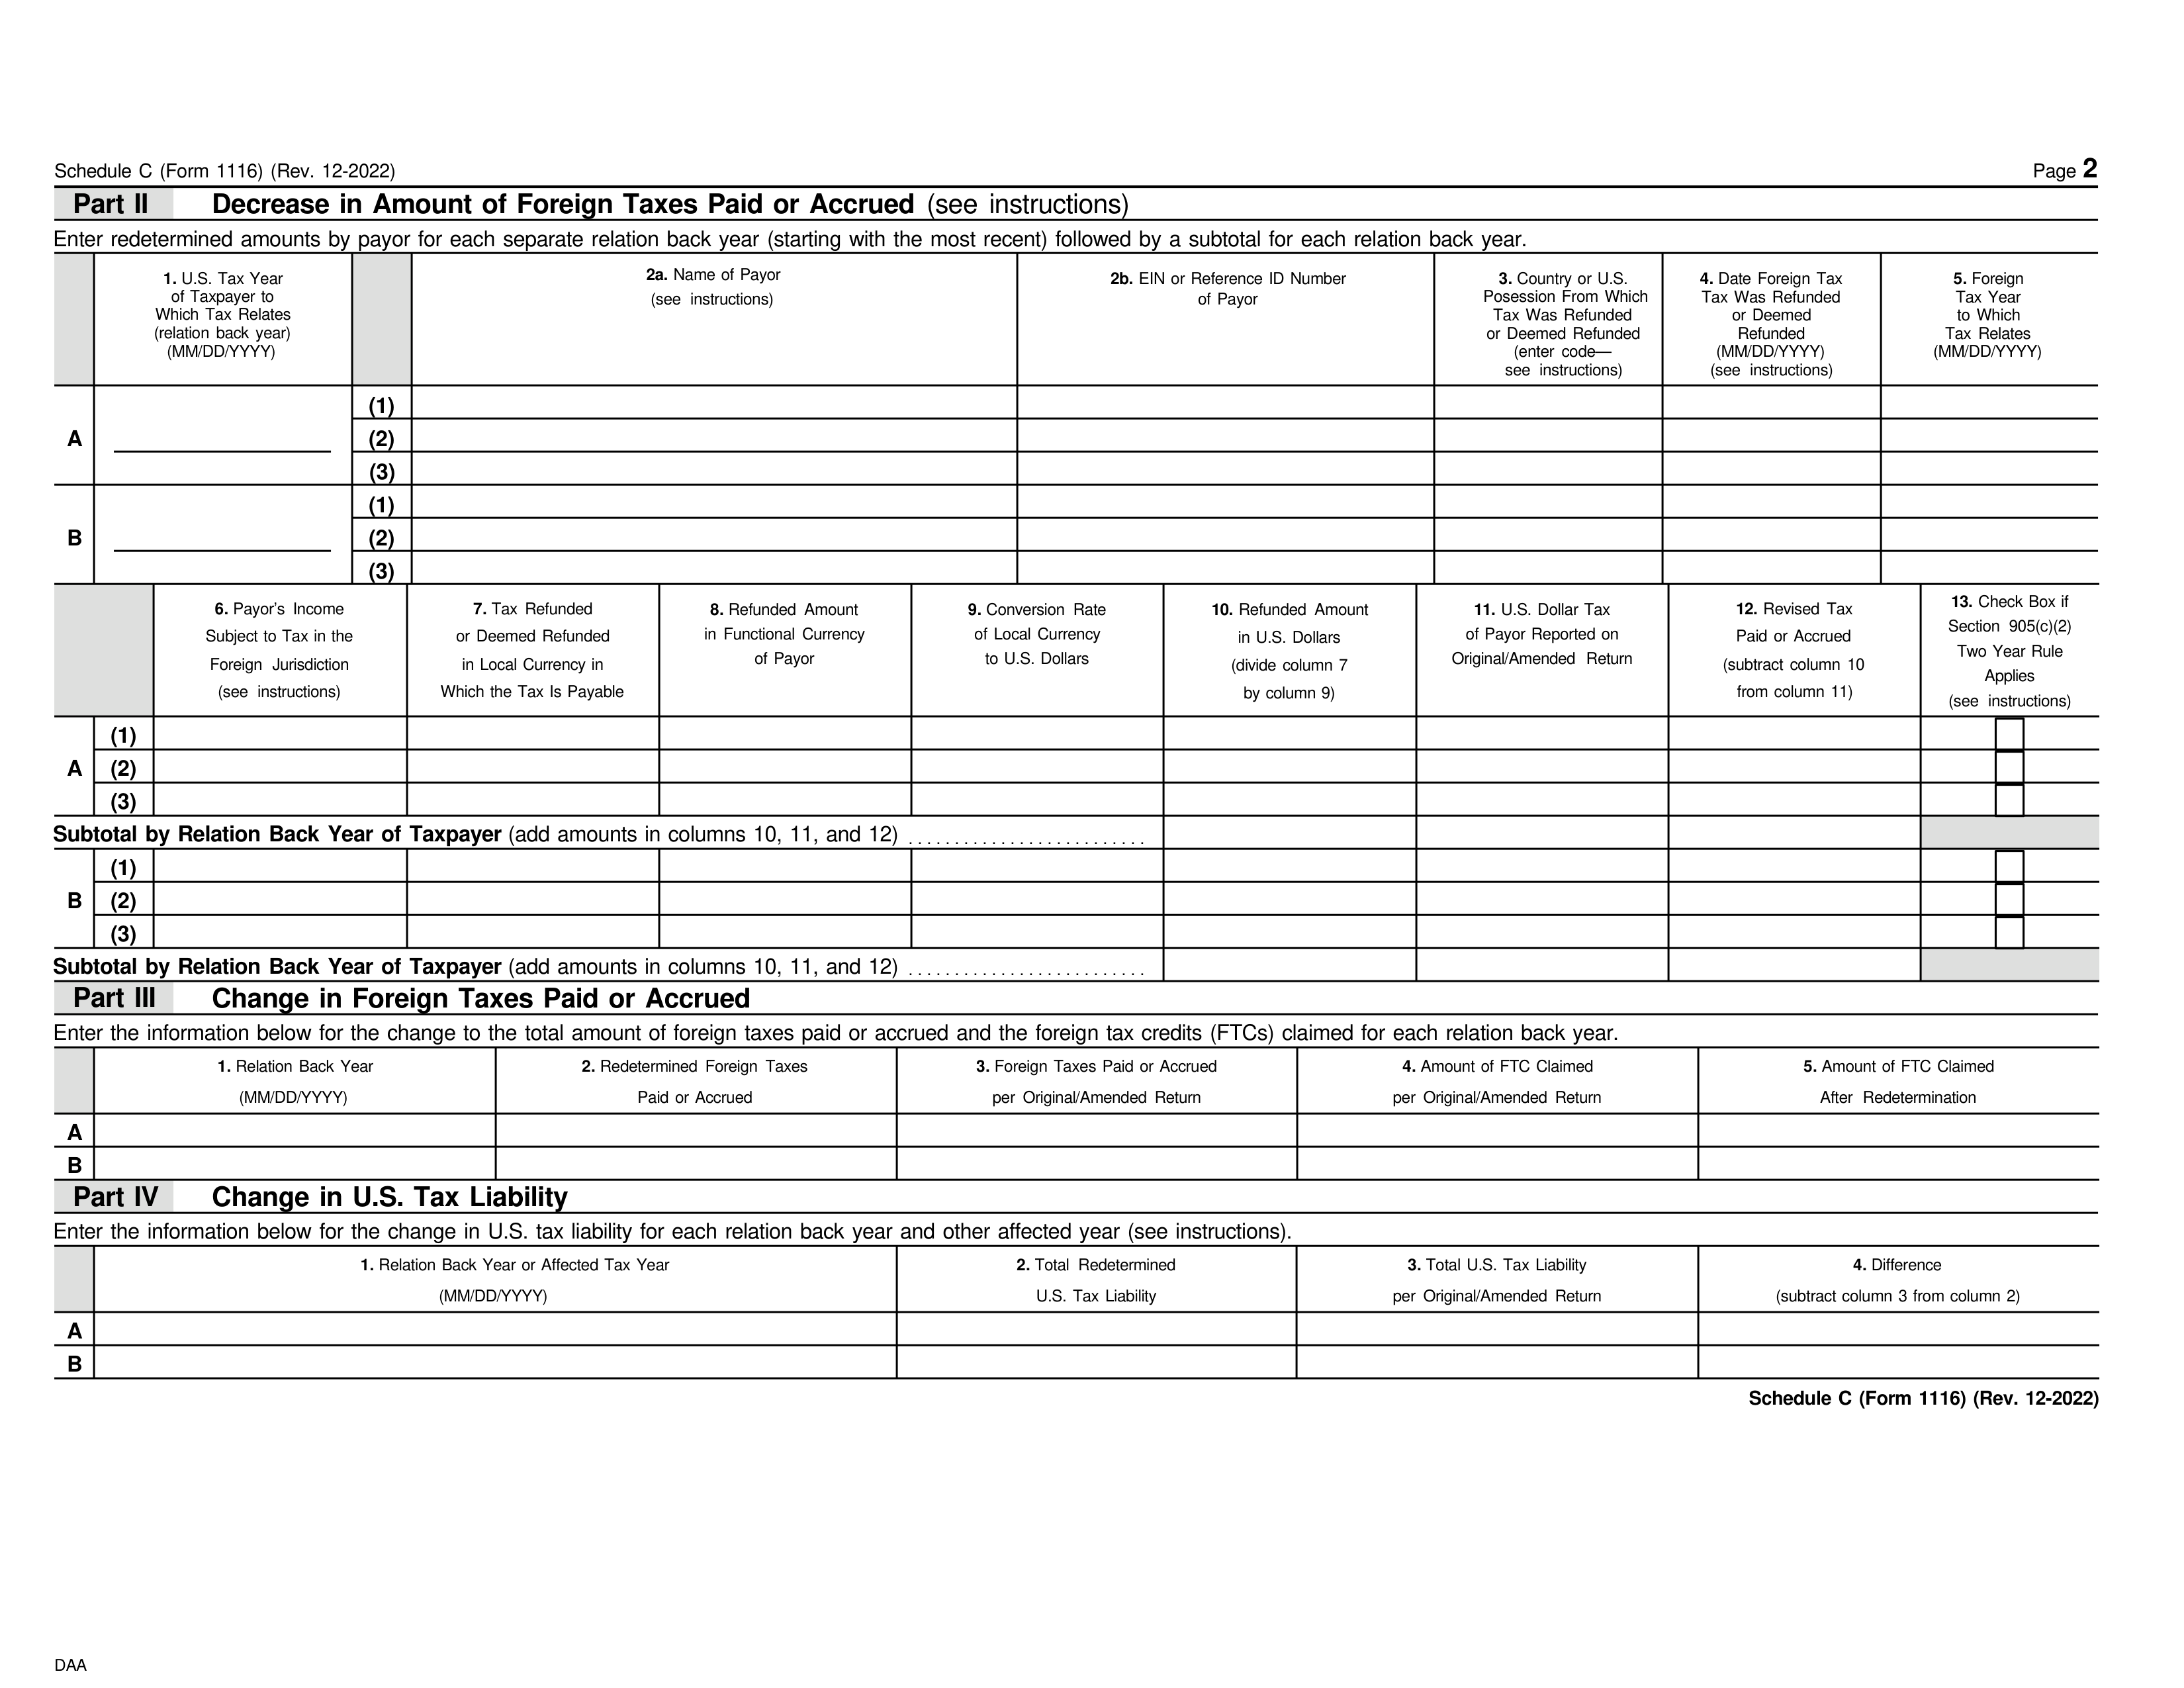 Schedule C (Form 1116) (Rev. 12-2022) Page 2
Part II Decrease in Amount of Foreign Taxes Paid or Accrued (see instructions)
Enter redetermined amounts by payor for each separate relation back year (starting with the most recent) followed by a subtotal for each relation back year.
1. U.S. Tax Year
of Taxpayer to
Which Tax Relates
(relation back year)
(MM/DD/YYYY)
2a. Name of Payor
(see instructions)
2b. EIN or Reference ID Number
of Payor
3. Country or U.S.
Posession From Which
Tax Was Refunded
or Deemed Refunded
(enter code—
see instructions)
4. Date Foreign Tax
Tax Was Refunded
or Deemed
Refunded
(MM/DD/YYYY)
(see instructions)
5. Foreign
Tax Year
to Which
Tax Relates
(MM/DD/YYYY)
A
(1)
(2)
(3)
B
(1)
(2)
(3)
6. Payor's Income
Subject to Tax in the
Foreign Jurisdiction
(see instructions)
7. Tax Refunded
or Deemed Refunded
in Local Currency in
Which the Tax Is Payable
8. Refunded Amount
in Functional Currency
of Payor
9. Conversion Rate
of Local Currency
to U.S. Dollars
10. Refunded Amount
in U.S. Dollars
(divide column 7
by column 9)
11. U.S. Dollar Tax
of Payor Reported on
Original/Amended Return
12. Revised Tax
Paid or Accrued
(subtract column 10
from column 11)
13. Check Box if
Section 905(c)(2)
Two Year Rule
Applies
(see instructions)
A
(1)
(2)
(3)
Subtotal by Relation Back Year of Taxpayer (add amounts in columns 10, 11, and 12) ..........................
B
(1)
(2)
(3)
Subtotal by Relation Back Year of Taxpayer (add amounts in columns 10, 11, and 12) ..........................
Part III Change in Foreign Taxes Paid or Accrued
Enter the information below for the change to the total amount of foreign taxes paid or accrued and the foreign tax credits (FTCs) claimed for each relation back year.
1. Relation Back Year
(MM/DD/YYYY)
2. Redetermined Foreign Taxes
Paid or Accrued
3. Foreign Taxes Paid or Accrued
per Original/Amended Return
4. Amount of FTC Claimed
per Original/Amended Return
5. Amount of FTC Claimed
After Redetermination
A
B
Part IV Change in U.S. Tax Liability
Enter the information below for the change in U.S. tax liability for each relation back year and other affected year (see instructions).
1. Relation Back Year or Affected Tax Year
(MM/DD/YYYY)
2. Total Redetermined
U.S. Tax Liability
3. Total U.S. Tax Liability
per Original/Amended Return
4. Difference
(subtract column 3 from column 2)
A
B
Schedule C (Form 1116) (Rev. 12-2022)
DAA